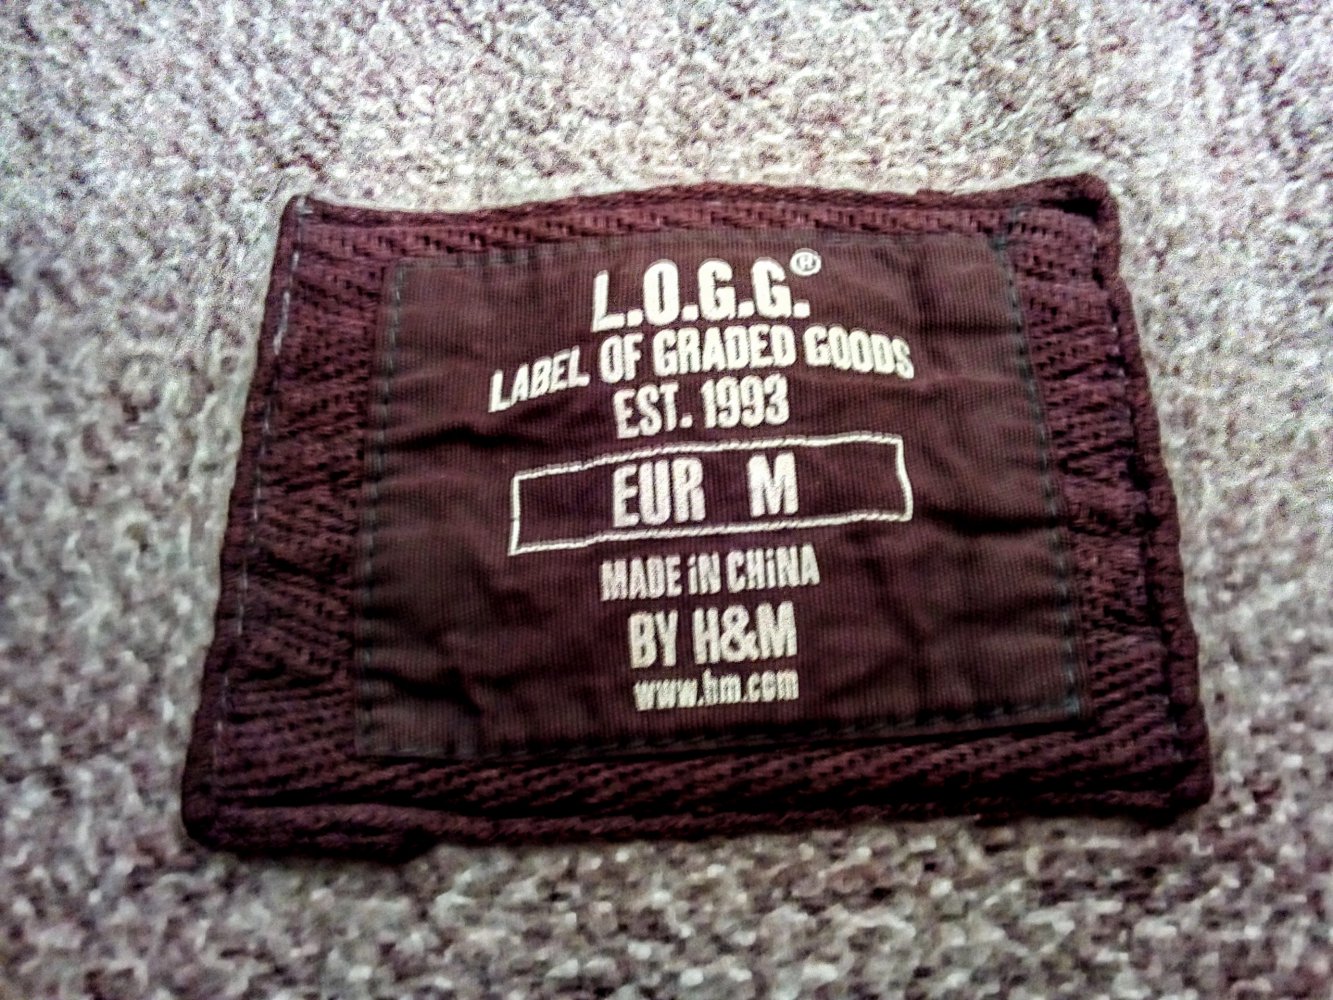 L.O.G.G.®
LABEL OF GRADED GOODS
EST. 1993
EUR M
MADE iN CHiNA
BY H&M
www.hm.com